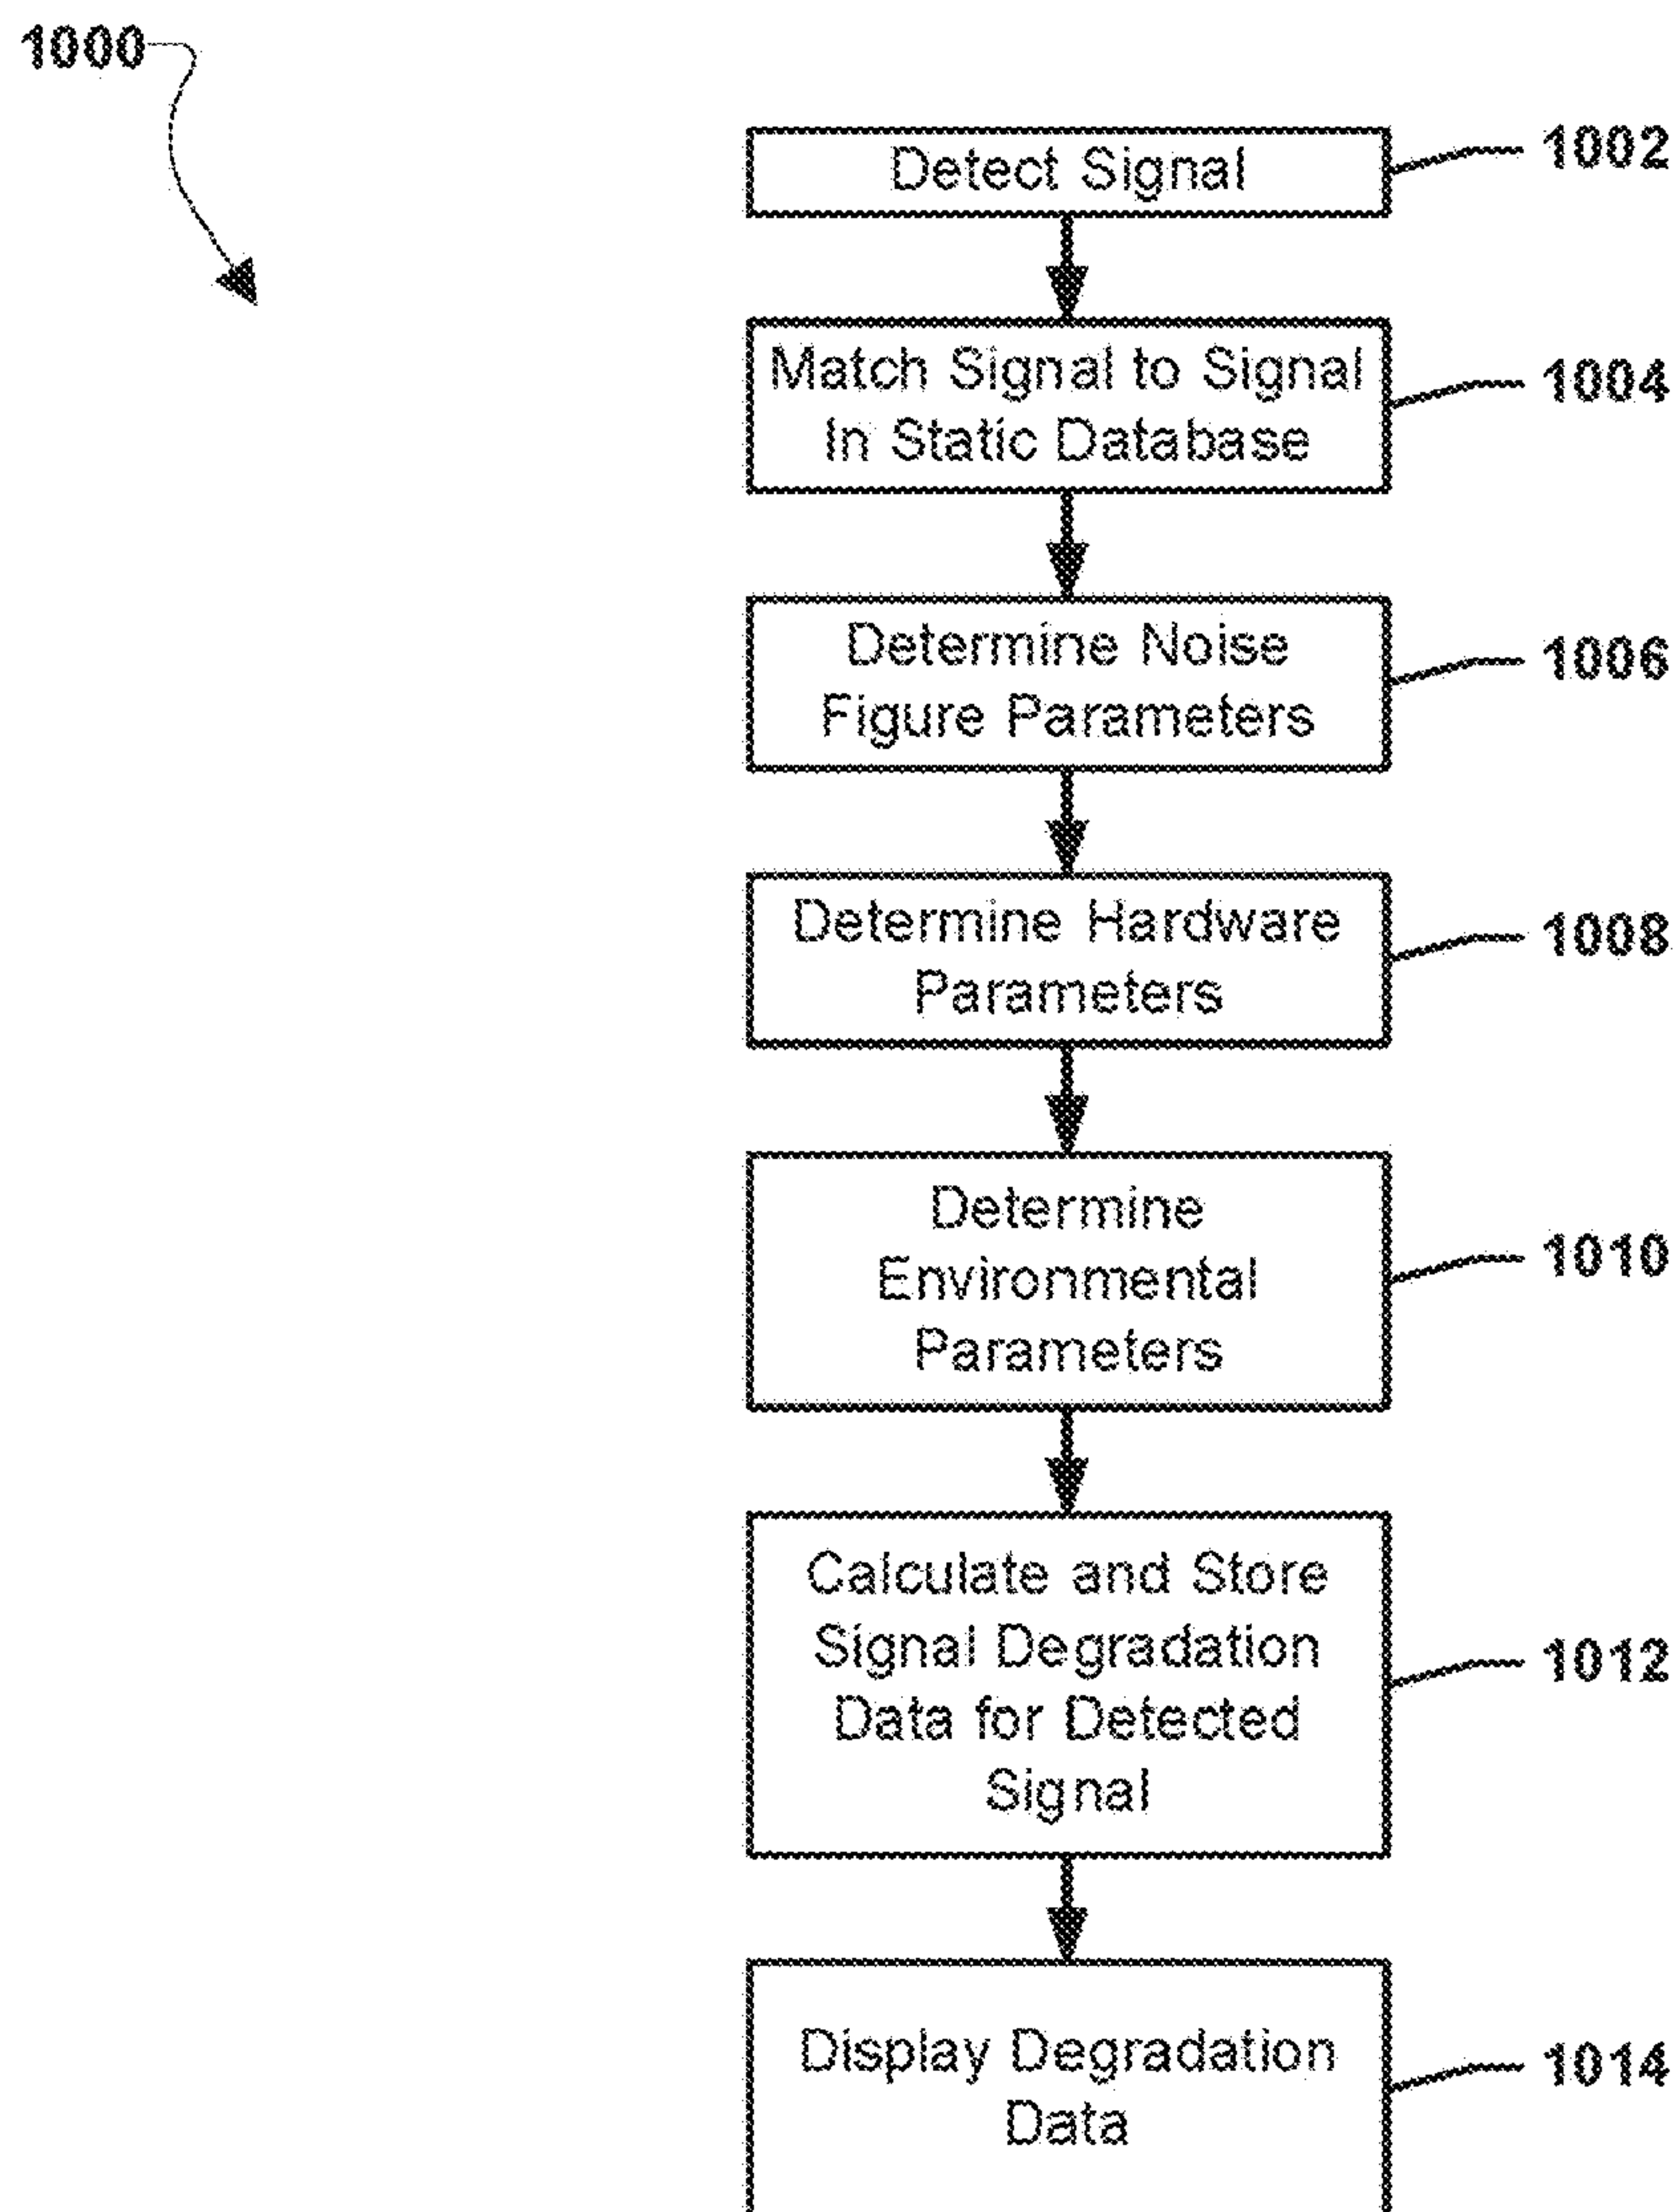 1000
Detect Signal
1002
Match Signal to Signal
In Static Database
1004
Determine Noise
Figure Parameters
1006
Determine Hardware
Parameters
1008
Determine
Environmental
Parameters
1010
Calculate and Store
Signal Degradation
Data for Detected
Signal
1012
Display Degradation
Data
1014